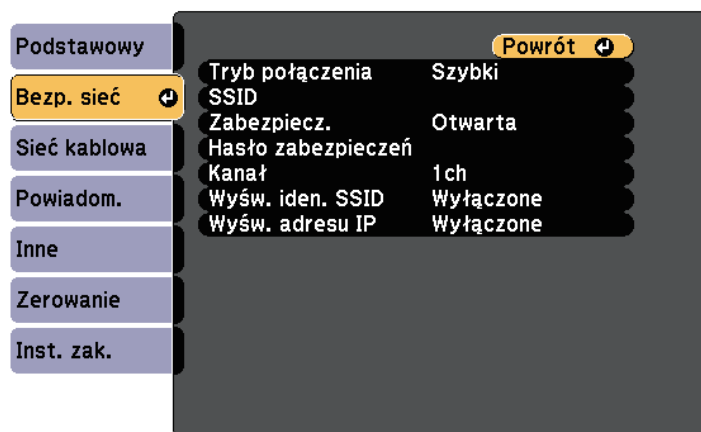 Podstawowy
Bezp. sieć
Sieć kablowa
Powiadom.
Inne
Zerowanie
Inst. zak.
Powrót
Tryb połączenia Szybki
SSID
Zabezpiecz. Otwarta
Hasło zabezpieczeń
Kanał 1ch
Wyśw. iden. SSID Wyłączone
Wyśw. adresu IP Wyłączone